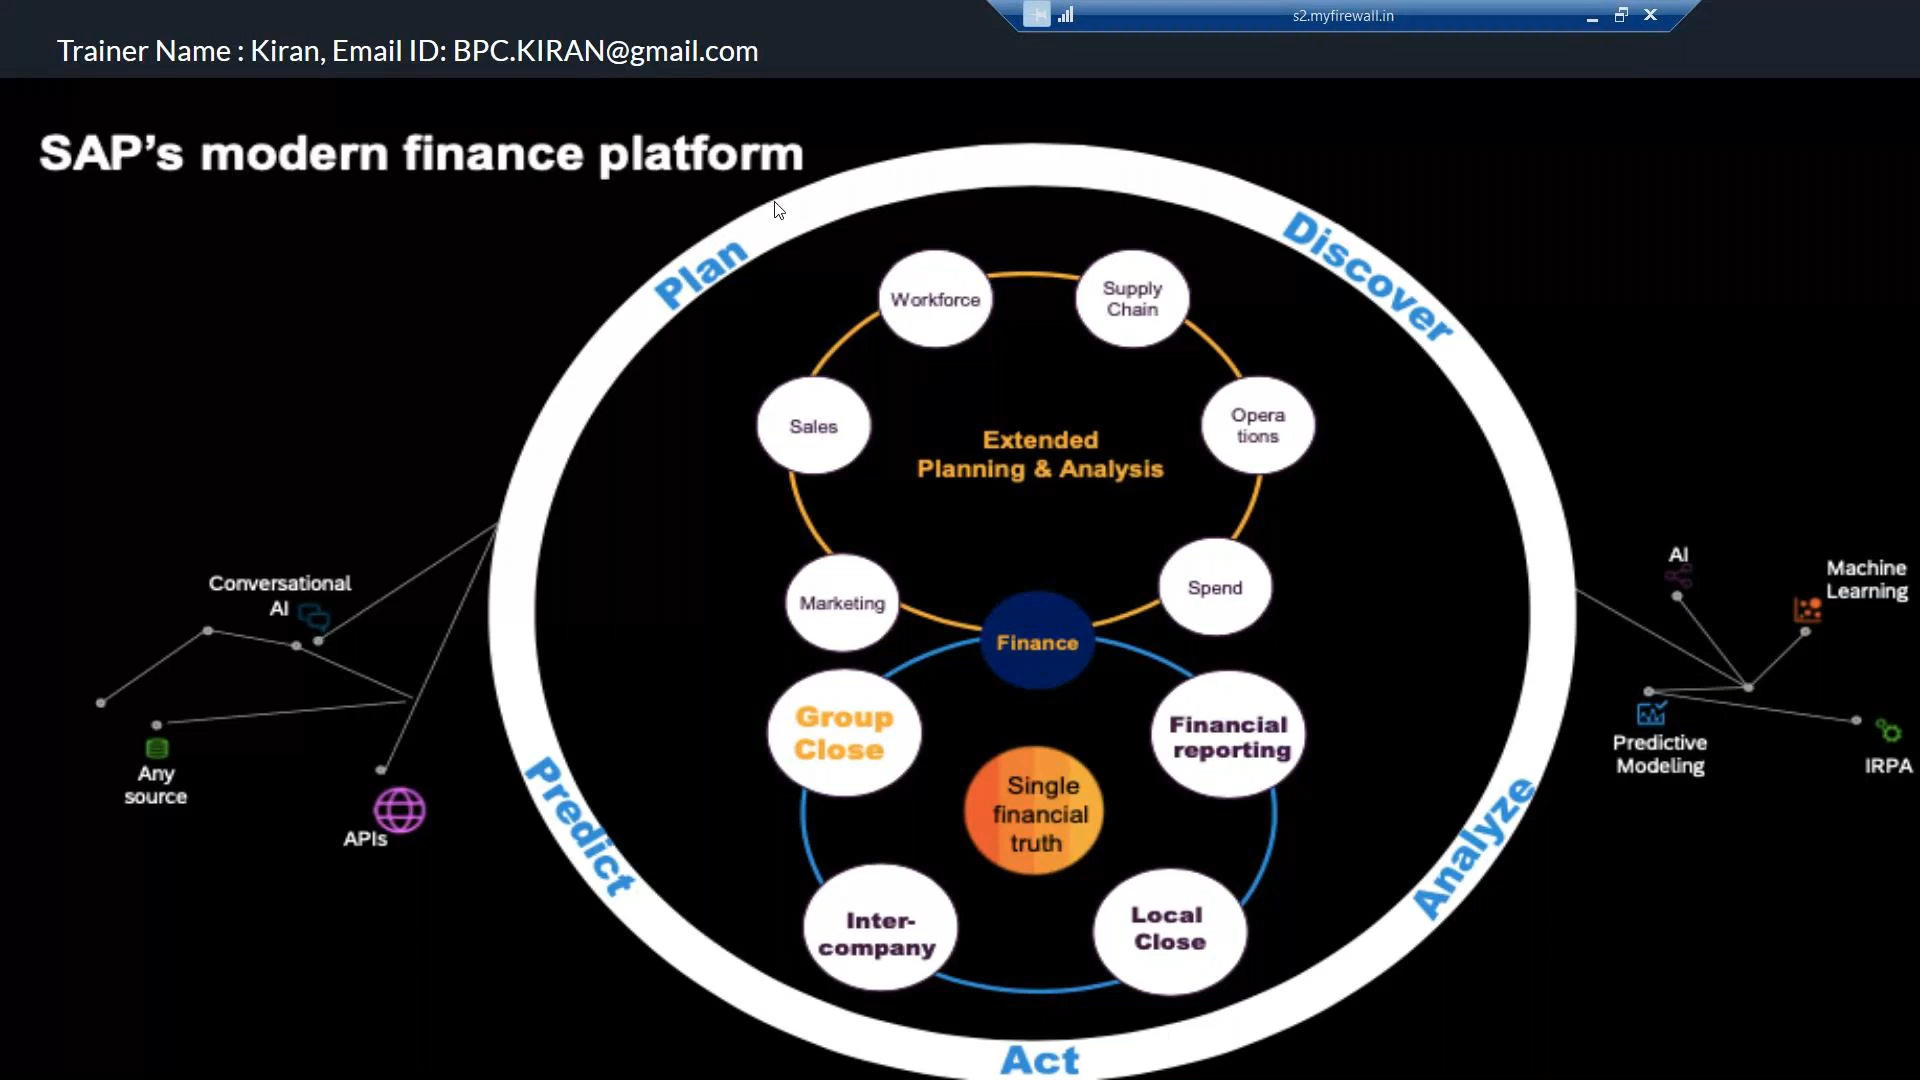 s2.myfirewall.in
Trainer Name : Kiran, Email ID: BPC.KIRAN@gmail.com
SAP's modern finance platform
Plan
Discover
Workforce
Supply
Chain
Sales
Opera
tions
Extended
Planning & Analysis
Marketing
Spend
Finance
Conversational
AI
AI
Machine
Learning
Group
Close
Financial
reporting
Predictive
Modeling
IRPA
Any
source
APIs
Single
financial
truth
Predict
Analyze
Inter-
company
Local
Close
Act